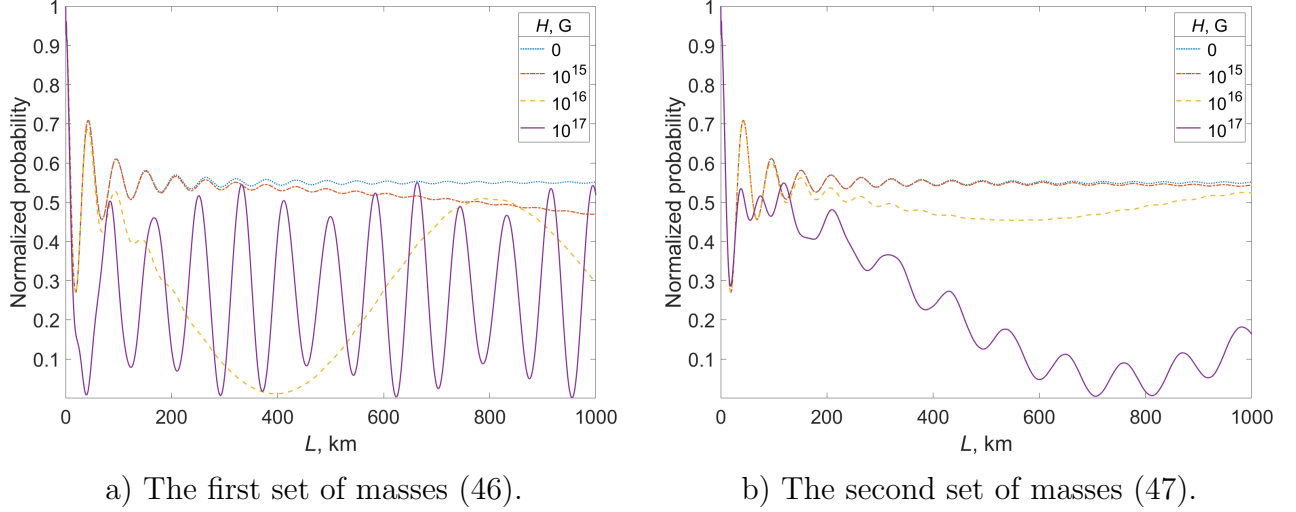 Normalized probability
1
0.9
0.8
0.7
0.6
0.5
0.4
0.3
0.2
0.1
0 200 400 600 800 1000
L, km
H, G
0
10^15
10^16
10^17
a) The first set of masses (46).
Normalized probability
1
0.9
0.8
0.7
0.6
0.5
0.4
0.3
0.2
0.1
0 200 400 600 800 1000
L, km
H, G
0
10^15
10^16
10^17
b) The second set of masses (47).